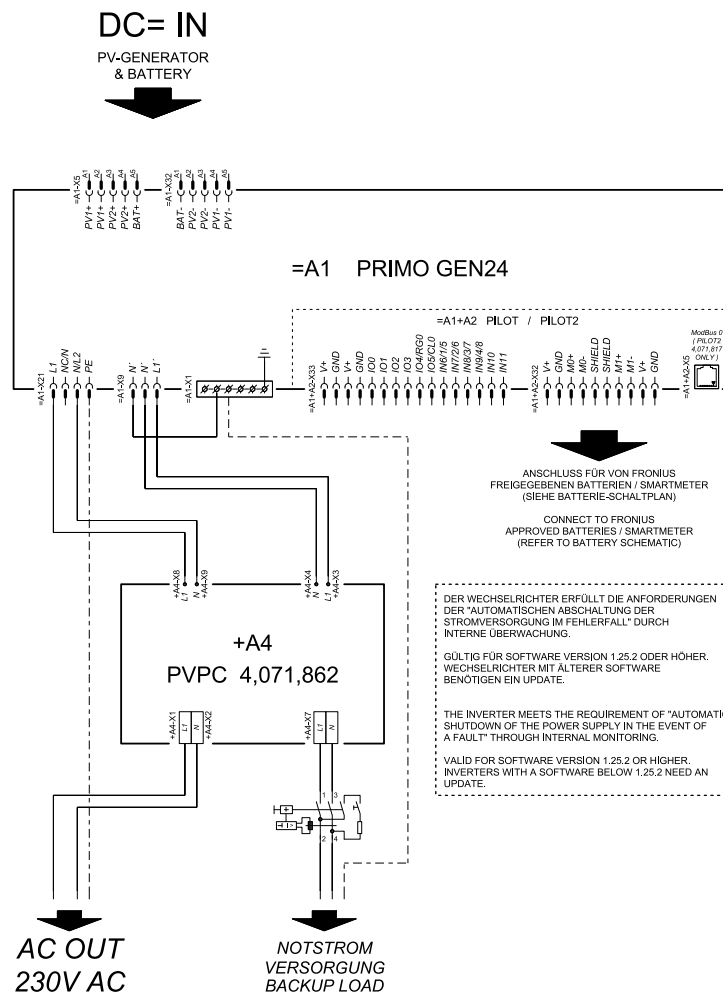 DC= IN
PV-GENERATOR
& BATTERY
=A1-X5
A1
A2
A3
A4
A5
PV1+
PV1+
PV2+
PV2+
BAT+
=A1-X32
A1
A2
A3
A4
A5
BAT-
PV2-
PV2-
PV1-
PV1-
=A1 PRIMO GEN24
=A1+A2 PILOT / PILOT2
ModBus 0
( PILOT2
4,071,817
ONLY )
=A1-X21
L1
NC/N
N/L2
PE
=A1-X9
N´
N´
L1´
=A1-X1
=A1+A2-X33
V+
GND
V+
GND
IO0
IO1
IO2
IO3
IO4/RG0
IO5/CL0
IN6/1/5
IN7/2/6
IN8/3/7
IN9/4/8
IN10
IN11
=A1+A2-X32
V+
GND
M0+
M0-
SHIELD
SHIELD
M1+
M1-
V+
GND
=A1+A2-X5
ANSCHLUSS FÜR VON FRONIUS
FREIGEGEBENEN BATTERIEN / SMARTMETER
(SIEHE BATTERIE-SCHALTPLAN)
CONNECT TO FRONIUS
APPROVED BATTERIES / SMARTMETER
(REFER TO BATTERY SCHEMATIC)
+A4-X8
L1
N
+A4-X9
+A4-X4
N
L1
+A4-X3
+A4
PVPC 4,071,862
+A4-X1
L1
N
+A4-X2
+A4-X7
L1
N
DER WECHSELRICHTER ERFÜLLT DIE ANFORDERUNGEN
DER "AUTOMATISCHEN ABSCHALTUNG DER
STROMVERSORGUNG IM FEHLERFALL" DURCH
INTERNE ÜBERWACHUNG.
GÜLTIG FÜR SOFTWARE VERSION 1.25.2 ODER HÖHER.
WECHSELRICHTER MIT ÄLTERER SOFTWARE
BENÖTIGEN EIN UPDATE.
THE INVERTER MEETS THE REQUIREMENT OF "AUTOMATI
SHUTDOWN OF THE POWER SUPPLY IN THE EVENT OF
A FAULT" THROUGH INTERNAL MONITORING.
VALID FOR SOFTWARE VERSION 1.25.2 OR HIGHER.
INVERTERS WITH A SOFTWARE BELOW 1.25.2 NEED AN
UPDATE.
1
3
2
4
AC OUT
230V AC
NOTSTROM
VERSORGUNG
BACKUP LOAD